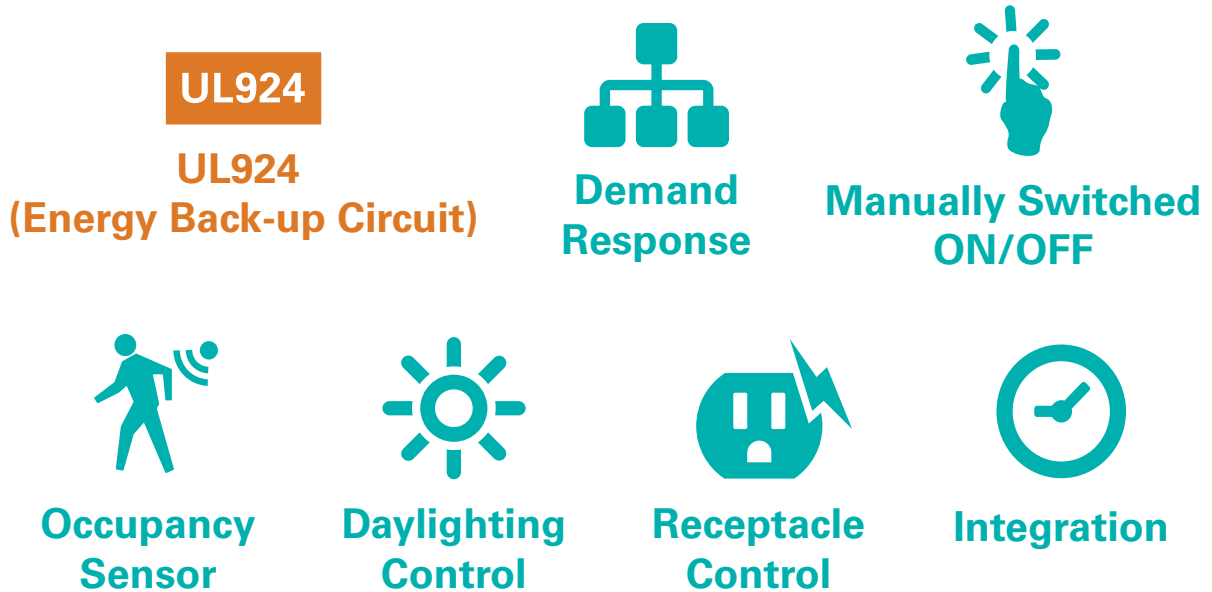 UL924
UL924
(Energy Back-up Circuit)
Demand
Response
Manually Switched
ON/OFF
Occupancy
Sensor
Daylighting
Control
Receptacle
Control
Integration